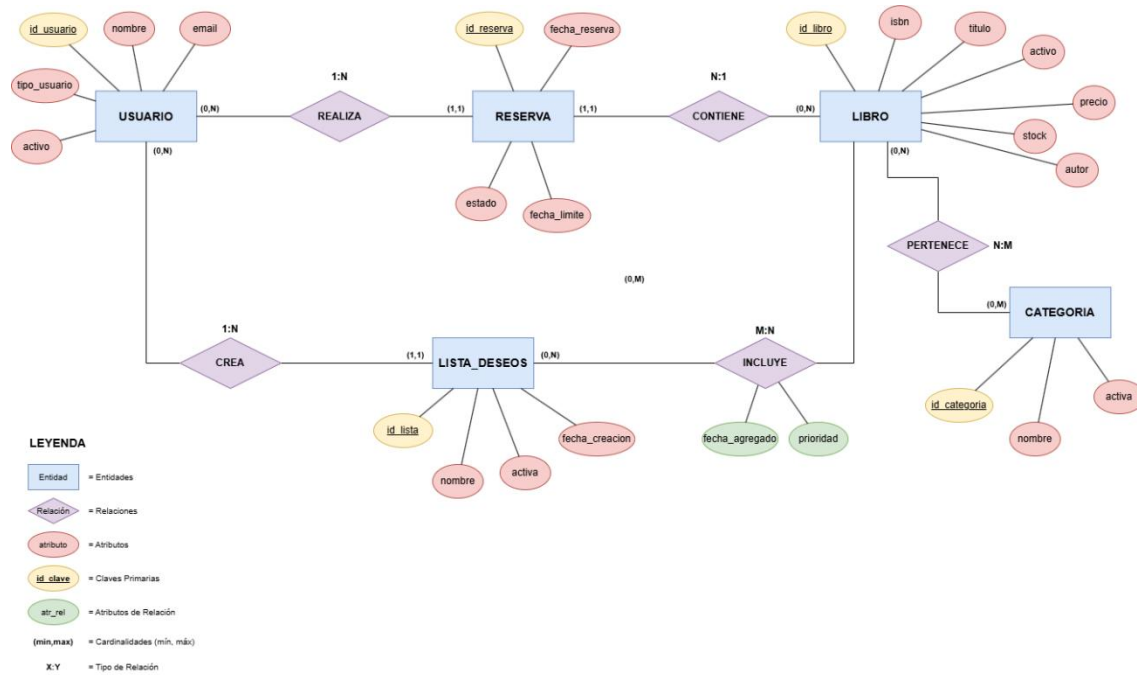 id_usuario
nombre
email
tipo_usuario
activo
USUARIO
(0,N)
(0,N)
1:N
REALIZA
(1,1)
id_reserva
fecha_reserva
RESERVA
estado
fecha_limite
(1,1)
N:1
CONTIENE
(0,N)
id_libro
isbn
titulo
activo
precio
stock
autor
LIBRO
(0,N)
PERTENECE
N:M
(0,M)
(0,M)
CATEGORIA
id_categoria
nombre
activa
1:N
CREA
(1,1)
LISTA_DESEOS
(0,N)
id_lista
nombre
activa
fecha_creacion
M:N
INCLUYE
fecha_agregado
prioridad
LEYENDA
Entidad = Entidades
Relación = Relaciones
atributo = Atributos
id_clave = Claves Primarias
atr_rel = Atributos de Relación
(min,max) = Cardinalidades (mín, máx)
X:Y = Tipo de Relación